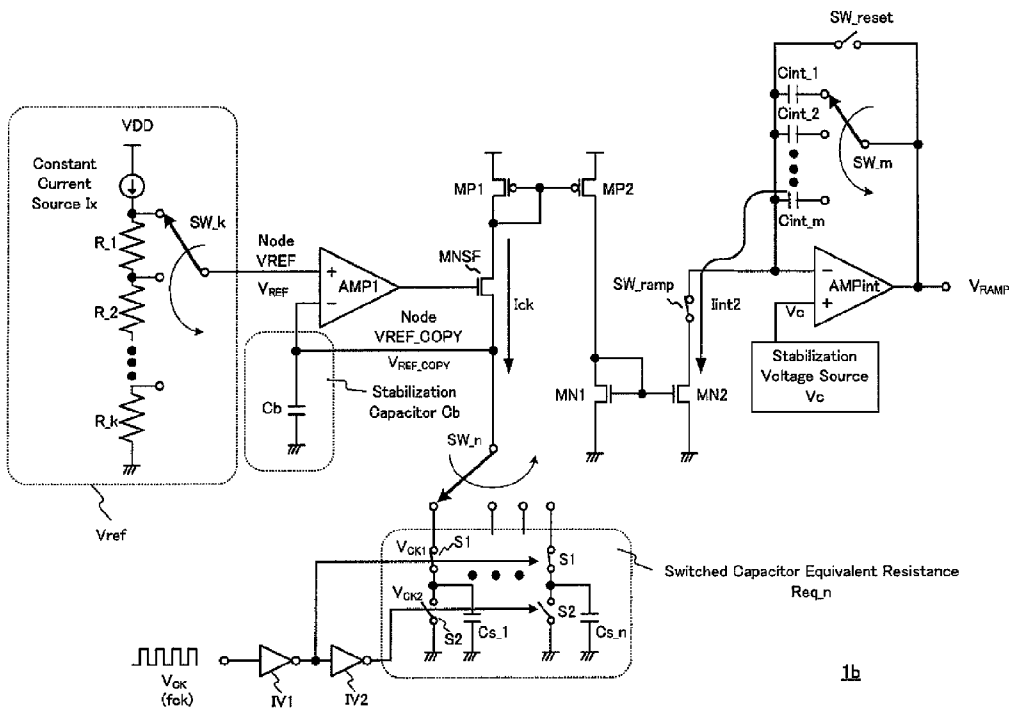 SW_reset
Cint_1
Cint_2
SW_m
Cint_m
VDD
Constant
Current
Source Ix
SW_k
R_1
R_2
R_k
Node
VREF
VREF
+
AMP1
−
MP1
MP2
MNSF
Ick
Node
VREF_COPY
VREF_COPY
Cb
Stabilization
Capacitor Cb
SW_ramp
Iint2
−
AMPint
+
Vc
VRAMP
Stabilization
Voltage Source
Vc
MN1
MN2
Vref
SW_n
VCK1
S1
S1
VCK2
S2
S2
Cs_1
Cs_n
Switched Capacitor Equivalent Resistance
Req_n
VCK
(fck)
IV1
IV2
1b